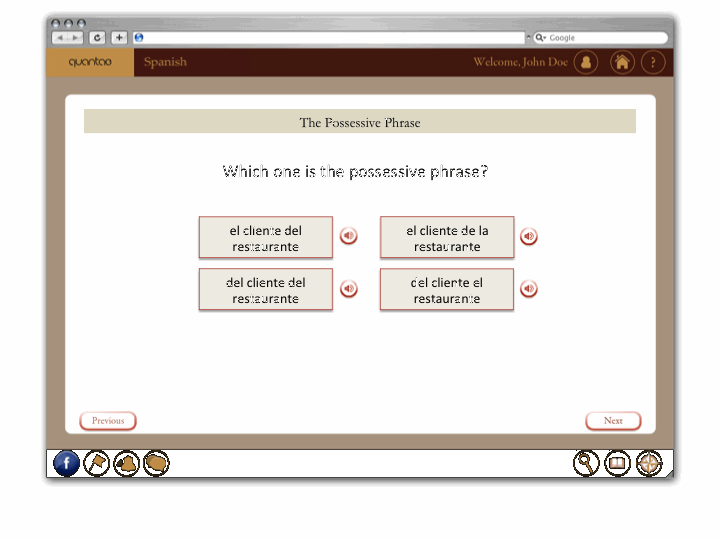 Google
quantao
Spanish
Welcome, John Doe
?
The Possessive Phrase
Which one is the possessive phrase?
el cliente del
restaurante
el cliente de la
restaurante
del cliente del
restaurante
del cliente el
restaurante
Previous
Next
f